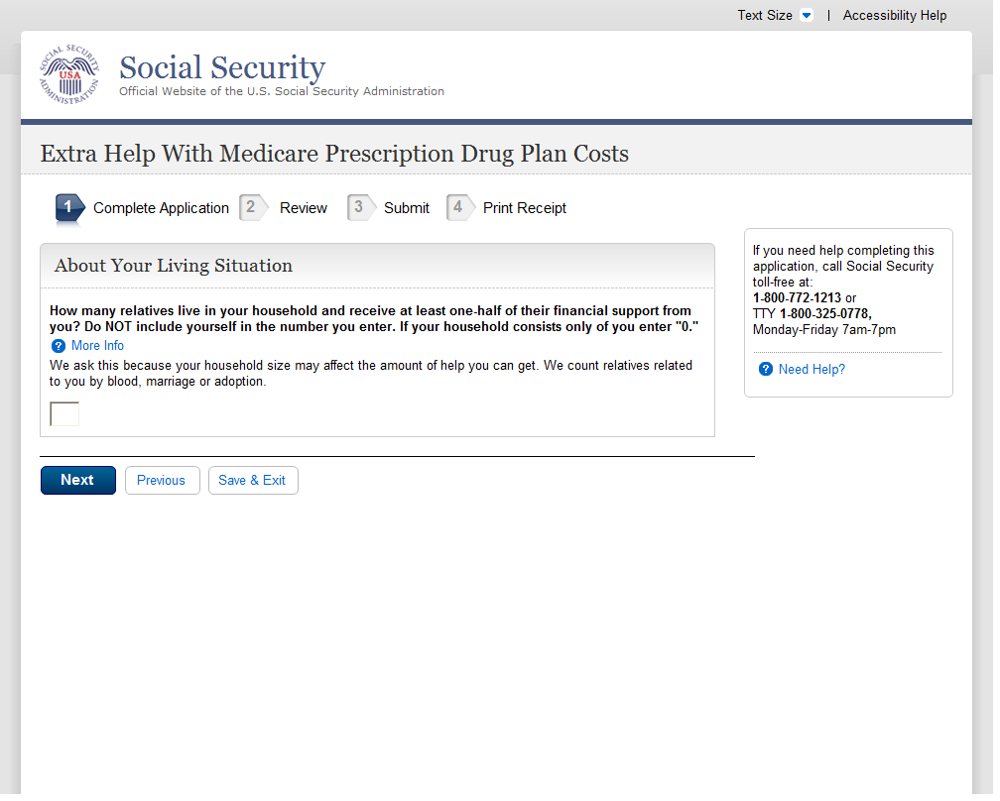 Text Size | Accessibility Help
SOCIAL SECURITY ADMINISTRATION
USA
Social Security
Official Website of the U.S. Social Security Administration
Extra Help With Medicare Prescription Drug Plan Costs
1 Complete Application 2 Review 3 Submit 4 Print Receipt
About Your Living Situation
How many relatives live in your household and receive at least one-half of their financial support from
you? Do NOT include yourself in the number you enter. If your household consists only of you enter "0."
? More Info
We ask this because your household size may affect the amount of help you can get. We count relatives related
to you by blood, marriage or adoption.
Next Previous Save & Exit
If you need help completing this
application, call Social Security
toll-free at:
1-800-772-1213 or
TTY 1-800-325-0778,
Monday-Friday 7am-7pm
? Need Help?